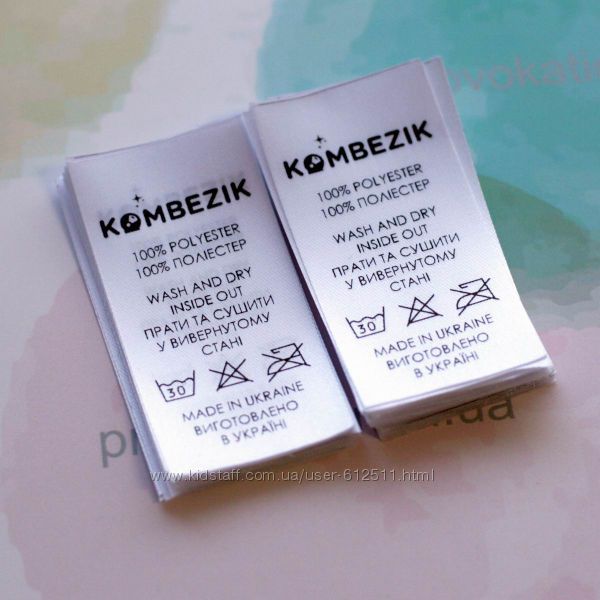 KOMBEZIK
100% POLYESTER
100% ПОЛІЕСТЕР
WASH AND DRY
INSIDE OUT
ПРАТИ ТА СУШИТИ
У ВИВЕРНУТОМУ
СТАНІ
30
MADE IN UKRAINE
ВИГОТОВЛЕНО
В УКРАЇНІ
KOMBEZIK
100% POLYESTER
100% ПОЛІЕСТЕР
WASH AND DRY
INSIDE OUT
ПРАТИ ТА СУШИТИ
У ВИВЕРНУТОМУ
СТАНІ
30
MADE IN UKRAINE
ВИГОТОВЛЕНО
В УКРАЇНІ
www.kidstaff.com.ua/user-612511.html